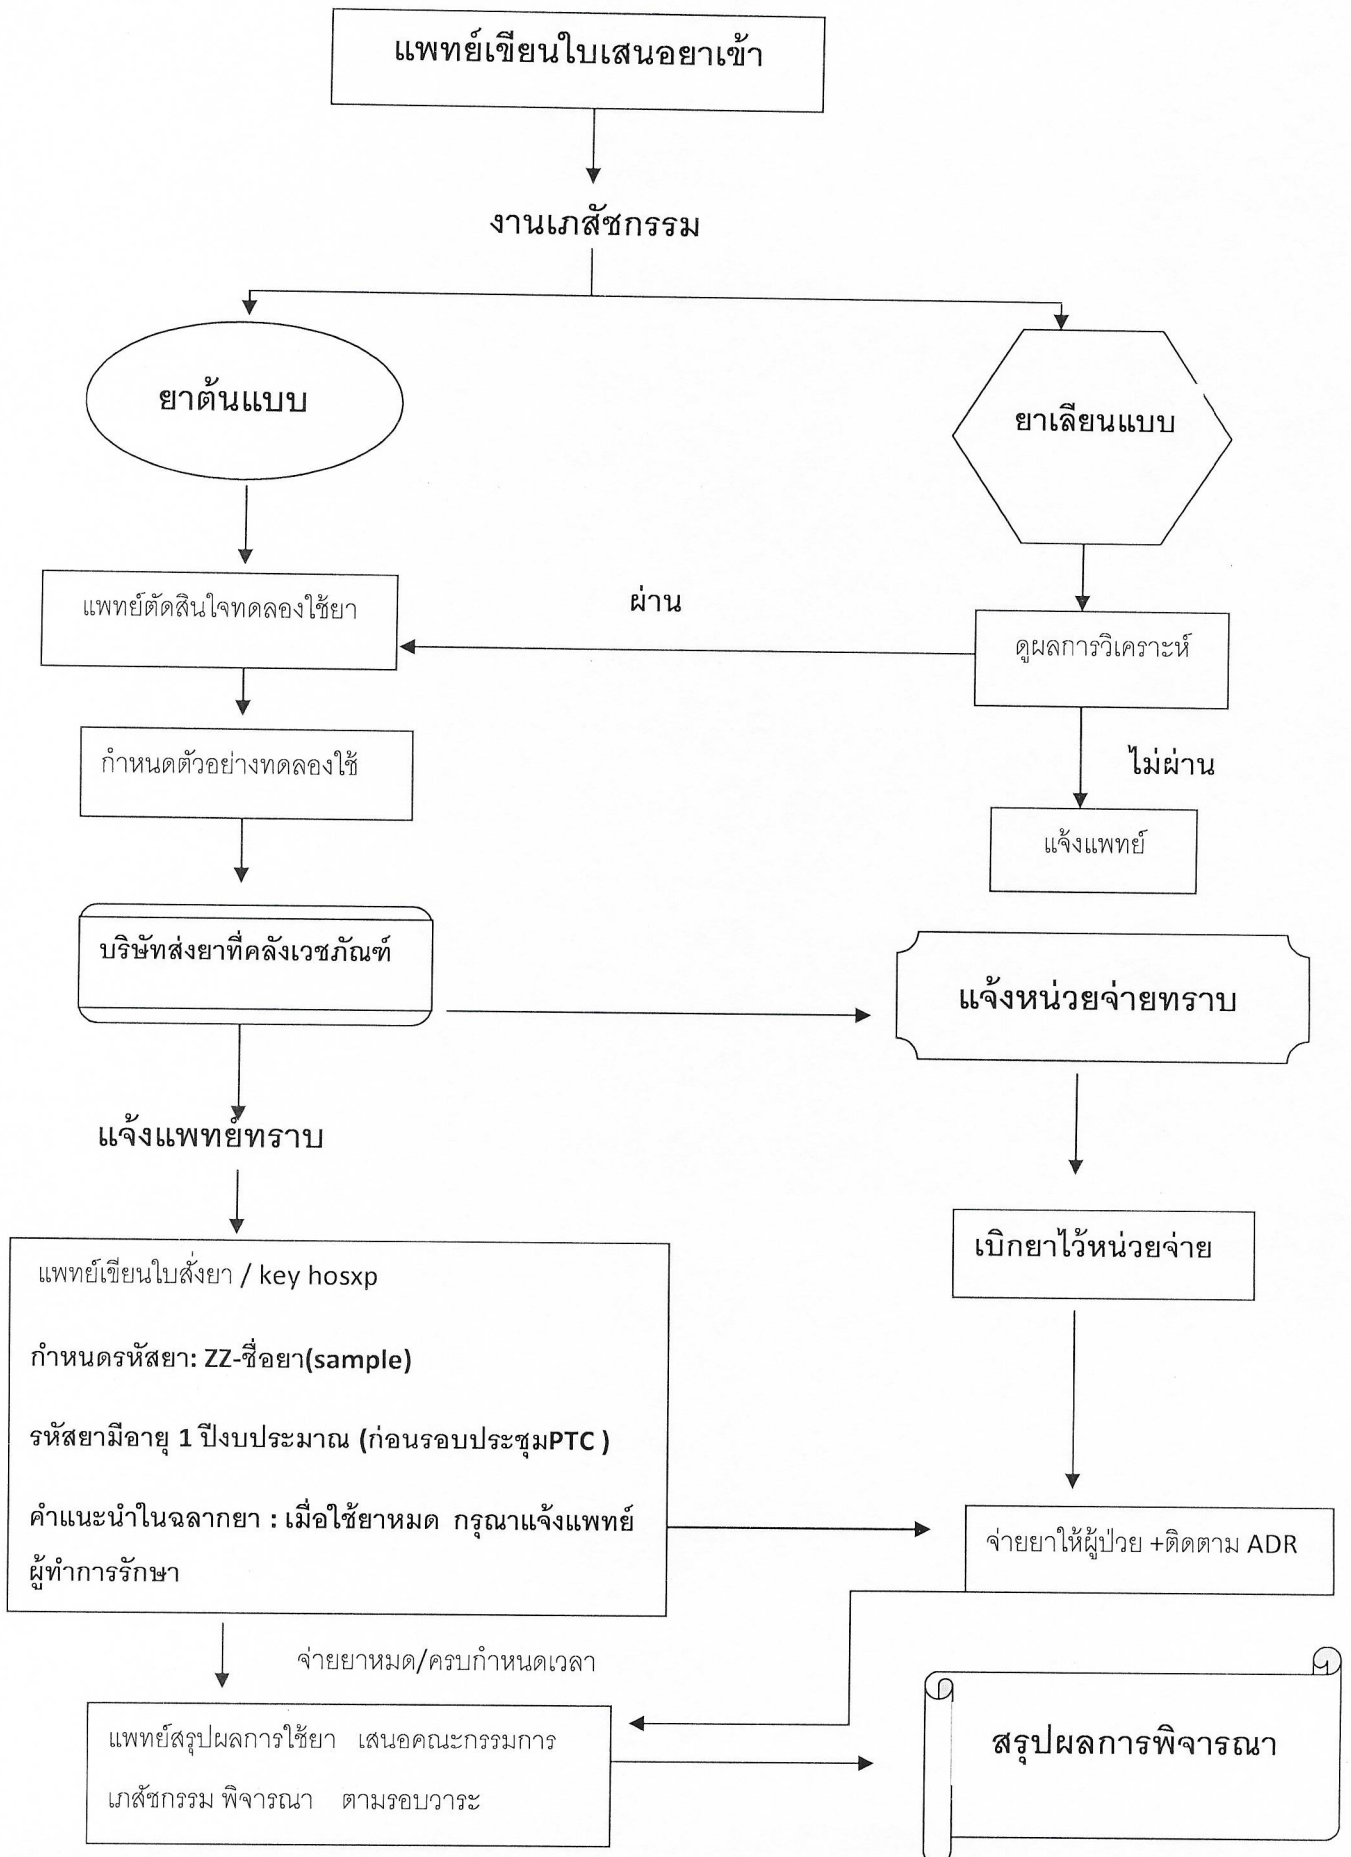 แพทย์เขียนใบเสนอยาเข้า
งานเภสัชกรรม
ยาต้นแบบ
ยาเลียนแบบ
แพทย์ตัดสินใจทดลองใช้ยา
ผ่าน
ดูผลการวิเคราะห์
กำหนดตัวอย่างทดลองใช้
ไม่ผ่าน
แจ้งแพทย์
บริษัทส่งยาที่คลังเวชภัณฑ์
แจ้งหน่วยจ่ายทราบ
แจ้งแพทย์ทราบ
เบิกยาไว้หน่วยจ่าย
แพทย์เขียนใบสั่งยา / key hosxp
กำหนดรหัสยา: ZZ-ชื่อยา(sample)
รหัสยามีอายุ 1 ปีงบประมาณ (ก่อนรอบประชุมPTC )
คำแนะนำในฉลากยา : เมื่อใช้ยาหมด กรุณาแจ้งแพทย์
ผู้ทำการรักษา
จ่ายยาให้ผู้ป่วย +ติดตาม ADR
จ่ายยาหมด/ครบกำหนดเวลา
แพทย์สรุปผลการใช้ยา เสนอคณะกรรมการ
เภสัชกรรม พิจารณา ตามรอบวาระ
สรุปผลการพิจารณา